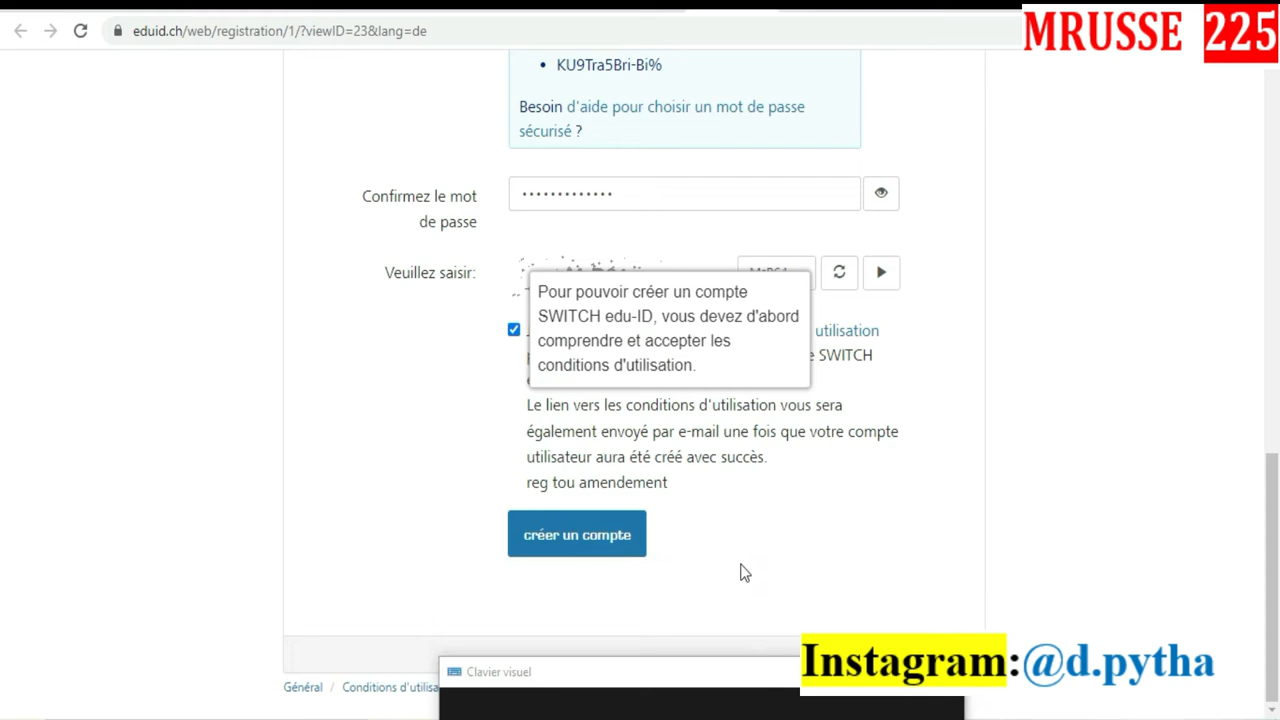 eduid.ch/web/registration/1/?viewID=23&lang=de
MRUSSE 225
• KU9Tra5Bri-Bi%
Besoin d'aide pour choisir un mot de passe
sécurisé ?
Confirmez le mot
de passe
Veuillez saisir:
Pour pouvoir créer un compte
SWITCH edu-ID, vous devez d'abord
comprendre et accepter les
conditions d'utilisation.
utilisation
SWITCH
Le lien vers les conditions d'utilisation vous sera
également envoyé par e-mail une fois que votre compte
utilisateur aura été créé avec succès.
reg tou amendement
créer un compte
Clavier visuel
Instagram:@d.pytha
Général / Conditions d'utilisa